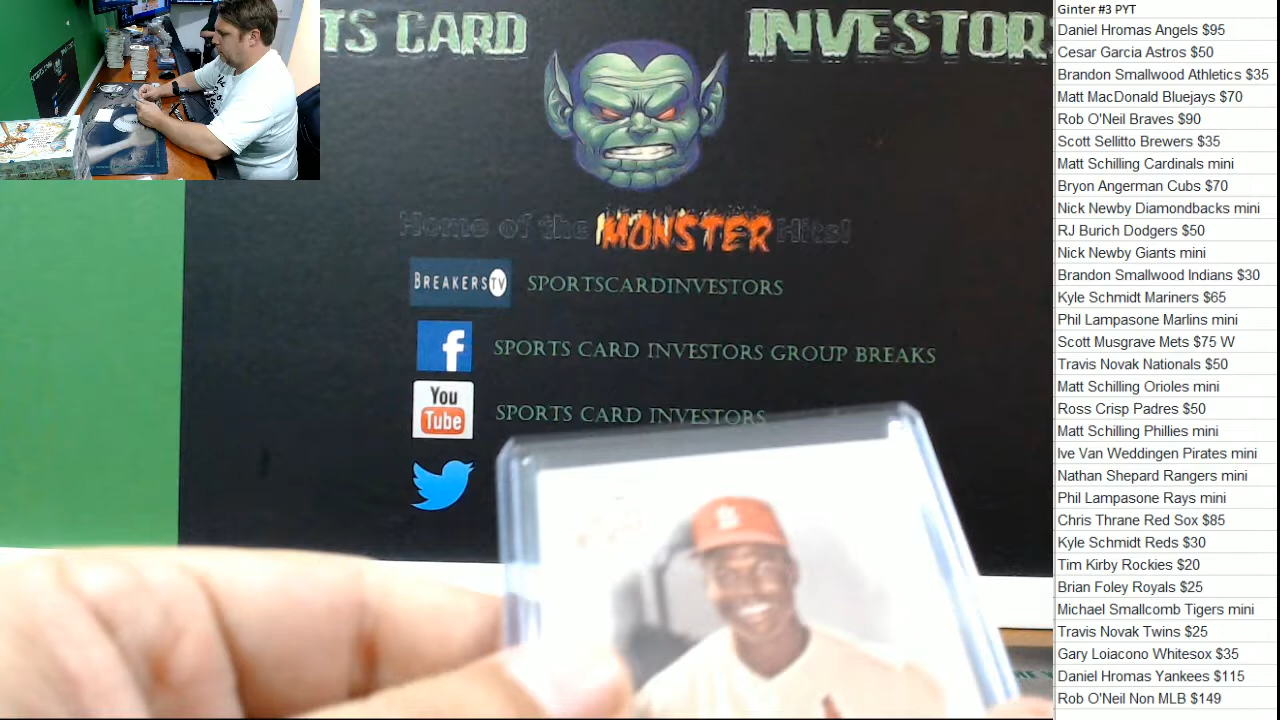 TS CARD INVESTOR
Home of the MONSTER Hits!
BREAKERS TV SPORTSCARDINVESTORS
f SPORTS CARD INVESTORS GROUP BREAKS
You Tube SPORTS CARD INVESTORS
Ginter #3 PYT
Daniel Hromas Angels $95
Cesar Garcia Astros $50
Brandon Smallwood Athletics $35
Matt MacDonald Bluejays $70
Rob O'Neil Braves $90
Scott Sellitto Brewers $35
Matt Schilling Cardinals mini
Bryon Angerman Cubs $70
Nick Newby Diamondbacks mini
RJ Burich Dodgers $50
Nick Newby Giants mini
Brandon Smallwood Indians $30
Kyle Schmidt Mariners $65
Phil Lampasone Marlins mini
Scott Musgrave Mets $75 W
Travis Novak Nationals $50
Matt Schilling Orioles mini
Ross Crisp Padres $50
Matt Schilling Phillies mini
Ive Van Weddingen Pirates mini
Nathan Shepard Rangers mini
Phil Lampasone Rays mini
Chris Thrane Red Sox $85
Kyle Schmidt Reds $30
Tim Kirby Rockies $20
Brian Foley Royals $25
Michael Smallcomb Tigers mini
Travis Novak Twins $25
Gary Loiacono Whitesox $35
Daniel Hromas Yankees $115
Rob O'Neil Non MLB $149